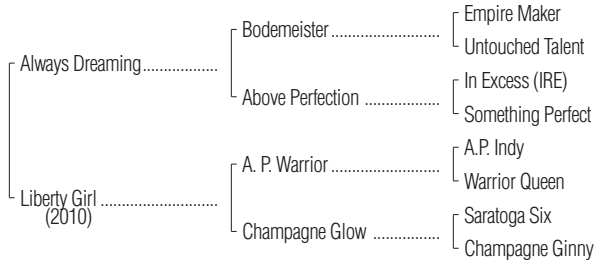 Empire Maker
Bodemeister
Untouched Talent
Always Dreaming
In Excess (IRE)
Above Perfection
Something Perfect
A.P. Indy
A. P. Warrior
Warrior Queen
Liberty Girl
(2010)
Saratoga Six
Champagne Glow
Champagne Ginny